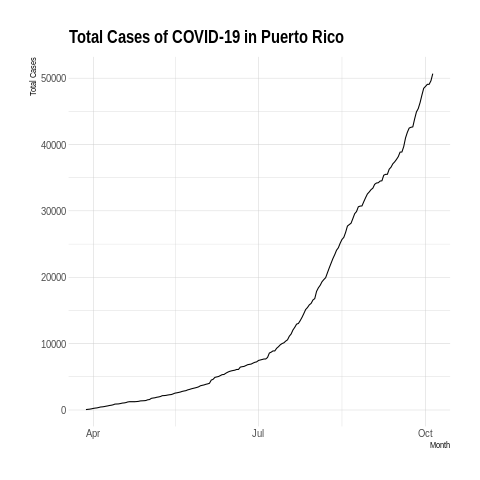 Total Cases of COVID-19 in Puerto Rico
Total Cases
50000
40000
30000
20000
10000
0
Apr
Jul
Oct
Month